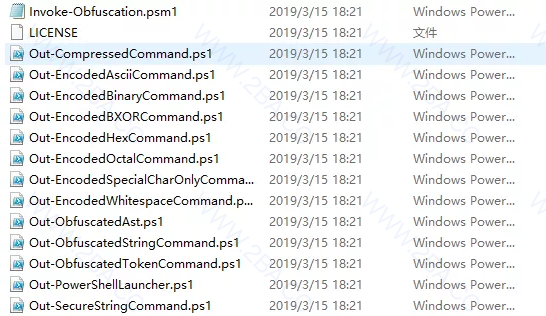 Invoke-Obfuscation.psm1 2019/3/15 18:21 Windows Power...
LICENSE 2019/3/15 18:21 文件
Out-CompressedCommand.ps1 2019/3/15 18:21 Windows Power...
Out-EncodedAsciiCommand.ps1 2019/3/15 18:21 Windows Power...
Out-EncodedBinaryCommand.ps1 2019/3/15 18:21 Windows Power...
Out-EncodedBXORCommand.ps1 2019/3/15 18:21 Windows Power...
Out-EncodedHexCommand.ps1 2019/3/15 18:21 Windows Power...
Out-EncodedOctalCommand.ps1 2019/3/15 18:21 Windows Power...
Out-EncodedSpecialCharOnlyComma... 2019/3/15 18:21 Windows Power...
Out-EncodedWhitespaceCommand.p... 2019/3/15 18:21 Windows Power...
Out-ObfuscatedAst.ps1 2019/3/15 18:21 Windows Power...
Out-ObfuscatedStringCommand.ps1 2019/3/15 18:21 Windows Power...
Out-ObfuscatedTokenCommand.ps1 2019/3/15 18:21 Windows Power...
Out-PowerShellLauncher.ps1 2019/3/15 18:21 Windows Power...
Out-SecureStringCommand.ps1 2019/3/15 18:21 Windows Power...